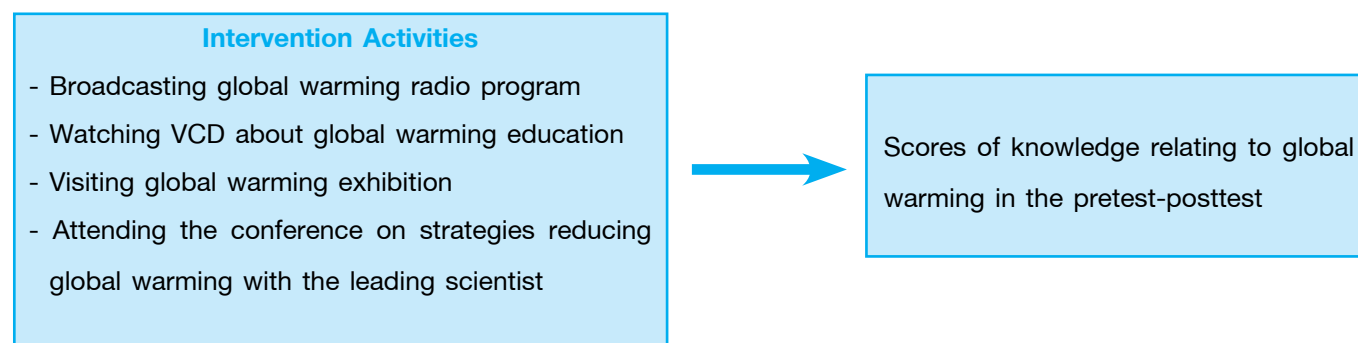 Intervention Activities
- Broadcasting global warming radio program
- Watching VCD about global warming education
- Visiting global warming exhibition
- Attending the conference on strategies reducing
global warming with the leading scientist
Scores of knowledge relating to global
warming in the pretest-posttest